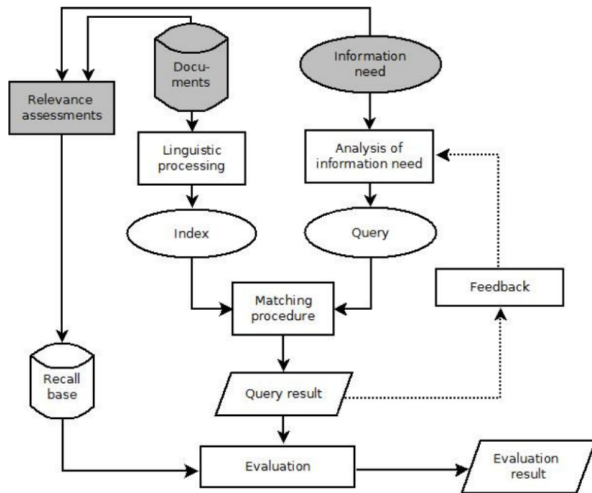 Docu-
ments
Information
need
Relevance
assessments
Linguistic
processing
Analysis of
information need
Index
Query
Matching
procedure
Feedback
Recall
base
Query result
Evaluation
Evaluation
result